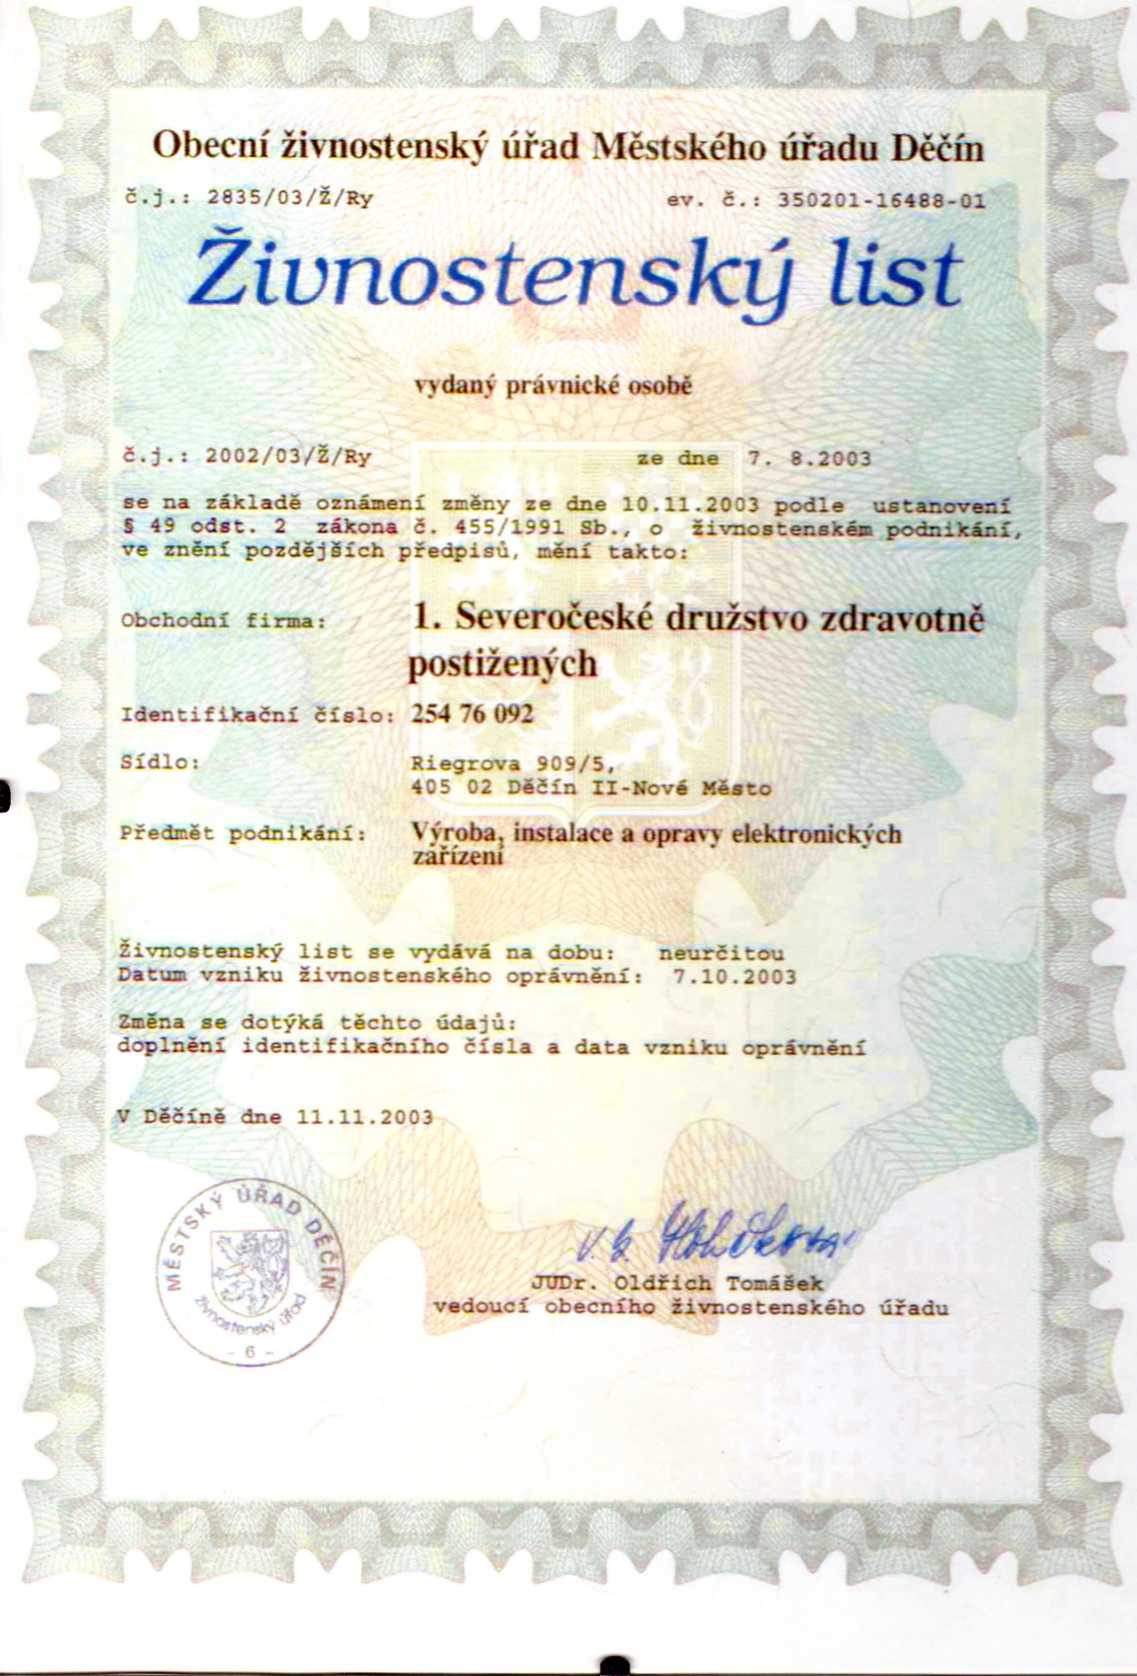 Obecní živnostenský úřad Městského úřadu Děčín
č.j.: 2835/03/Ž/Ry ev. č.: 350201-16488-01
Živnostenský list
vydaný právnické osobě
č.j.: 2002/03/Ž/Ry ze dne 7. 8.2003
se na základě oznámení změny ze dne 10.11.2003 podle ustanovení
§ 49 odst. 2 zákona č. 455/1991 Sb., o živnostenském podnikání,
ve znění pozdějších předpisů, mění takto:
Obchodní firma: 1. Severočeské družstvo zdravotně
postižených
Identifikační číslo: 254 76 092
Sídlo: Riegrova 909/5,
405 02 Děčín II-Nové Město
Předmět podnikání: Výroba, instalace a opravy elektronických
zařízení
Živnostenský list se vydává na dobu: neurčitou
Datum vzniku živnostenského oprávnění: 7.10.2003
Změna se dotýká těchto údajů:
doplnění identifikačního čísla a data vzniku oprávnění
V Děčíně dne 11.11.2003
MĚSTSKÝ ÚŘAD DĚČÍN
živnostenský úřad
- 6 -
JUDr. Oldřich Tomášek
vedoucí obecního živnostenského úřadu